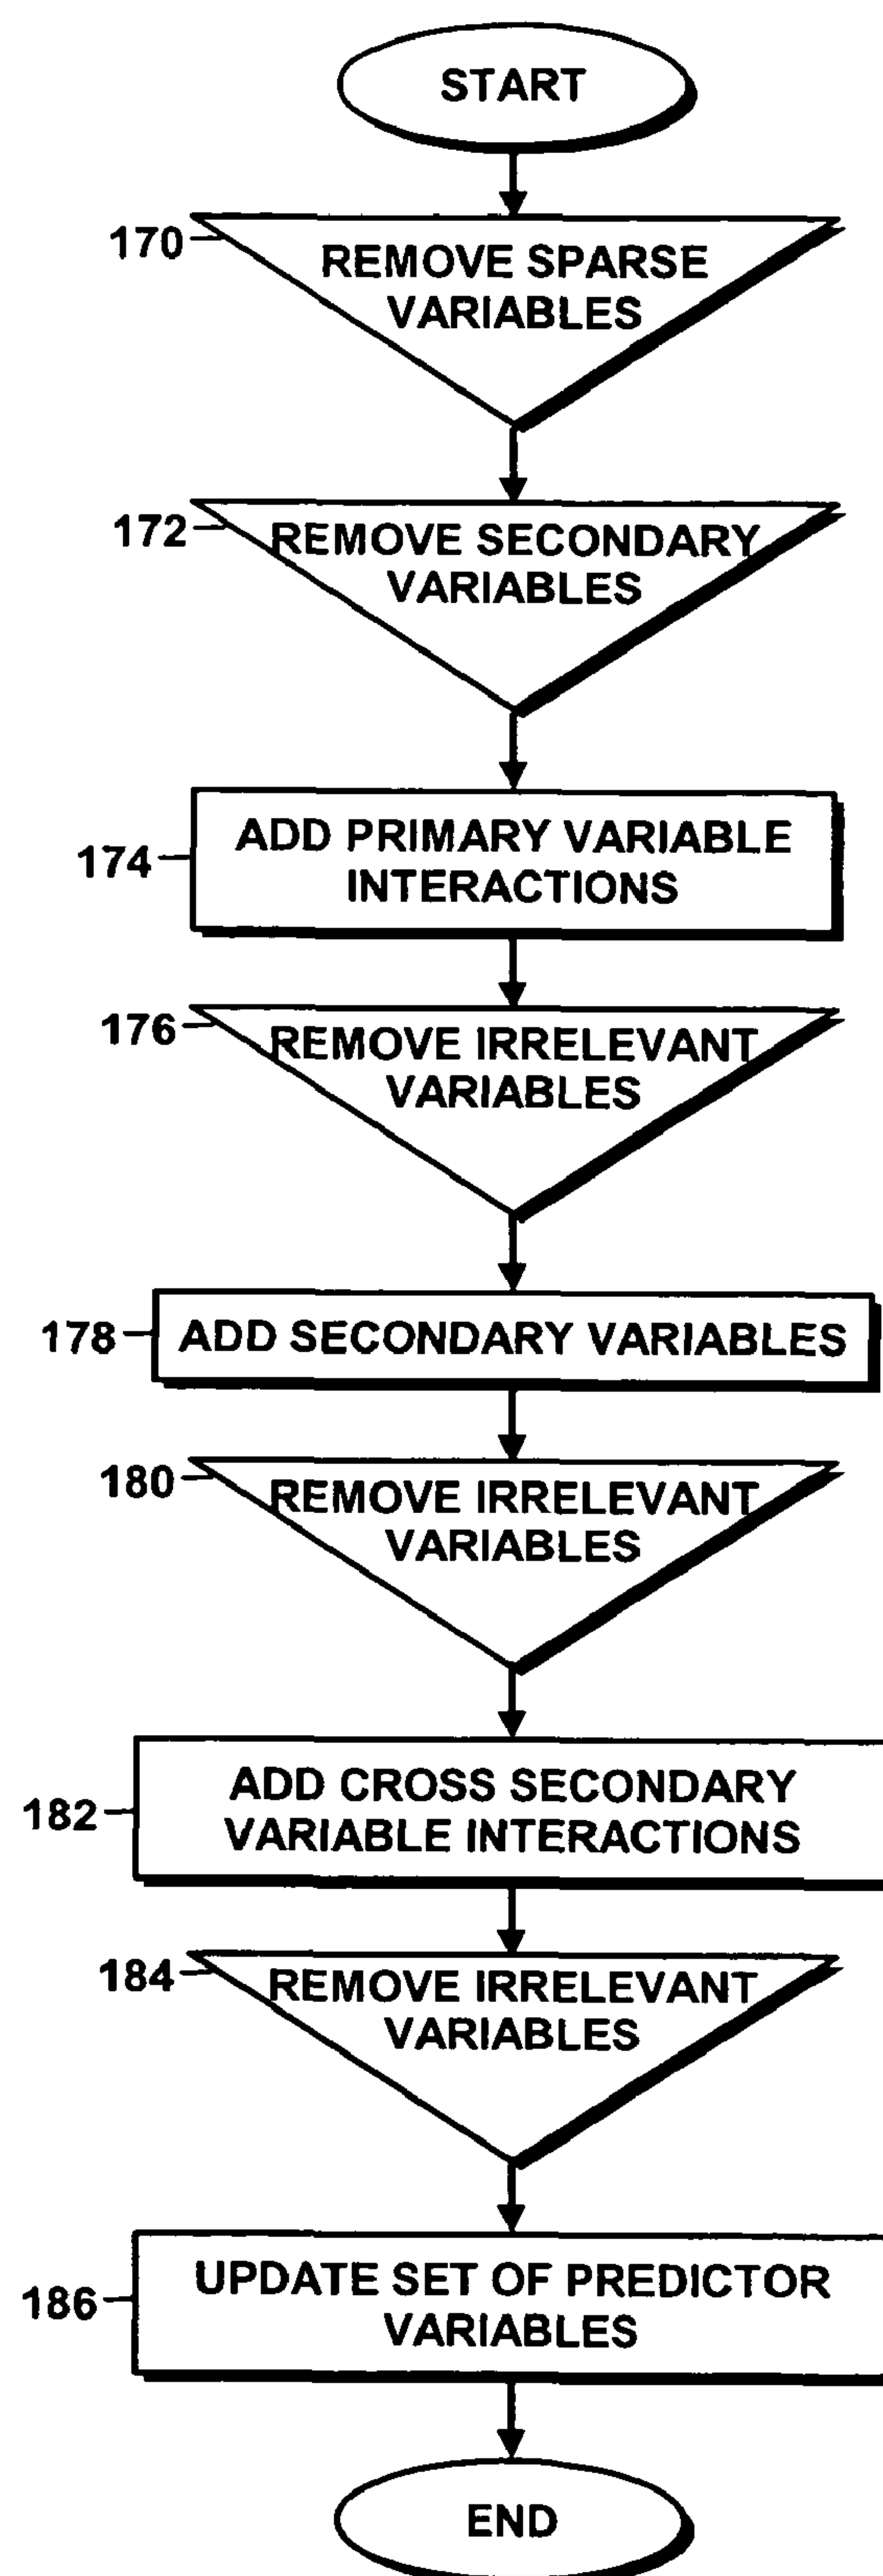 START
170
REMOVE SPARSE
VARIABLES
172
REMOVE SECONDARY
VARIABLES
174
ADD PRIMARY VARIABLE
INTERACTIONS
176
REMOVE IRRELEVANT
VARIABLES
178
ADD SECONDARY VARIABLES
180
REMOVE IRRELEVANT
VARIABLES
182
ADD CROSS SECONDARY
VARIABLE INTERACTIONS
184
REMOVE IRRELEVANT
VARIABLES
186
UPDATE SET OF PREDICTOR
VARIABLES
END